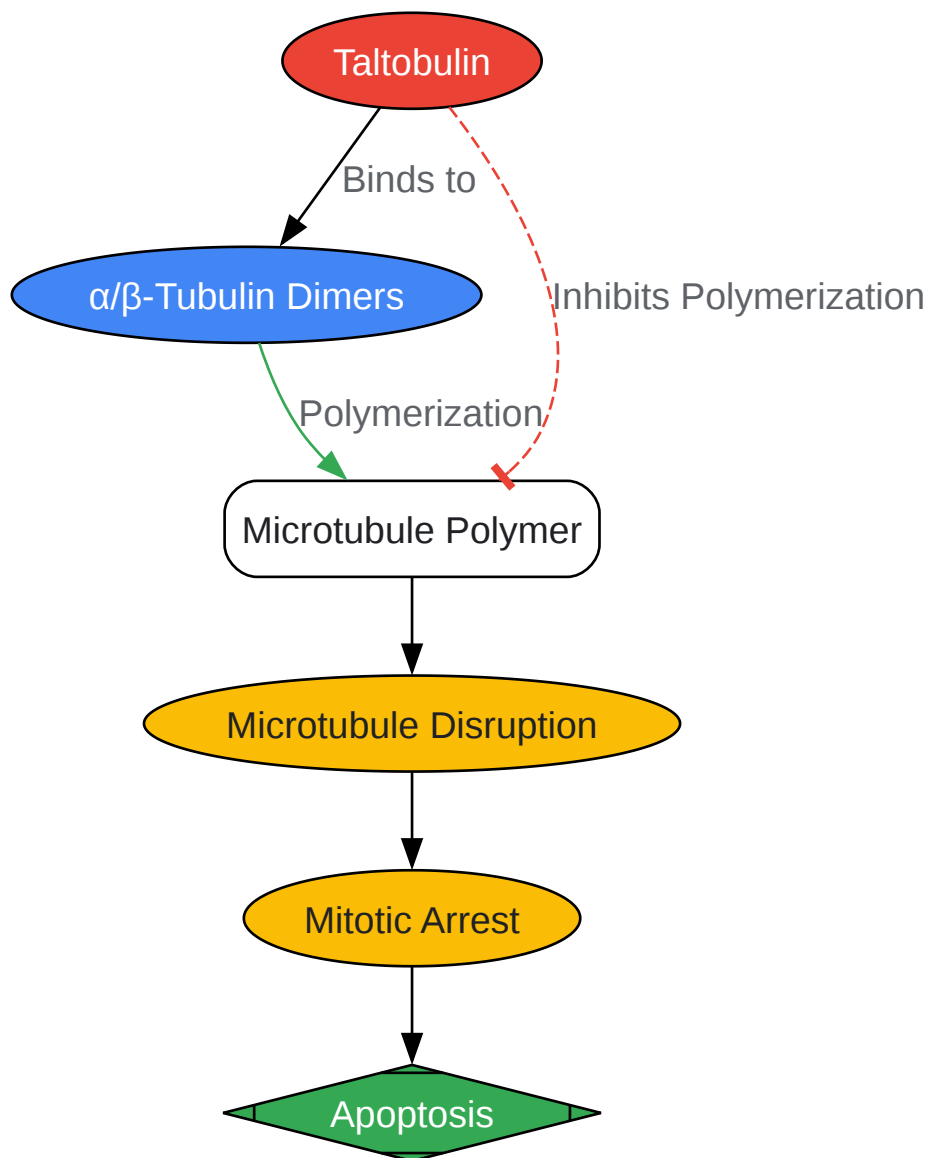 Taltobulin
Binds to
α/β-Tubulin Dimers
Inhibits Polymerization
Polymerization
Microtubule Polymer
Microtubule Disruption
Mitotic Arrest
Apoptosis